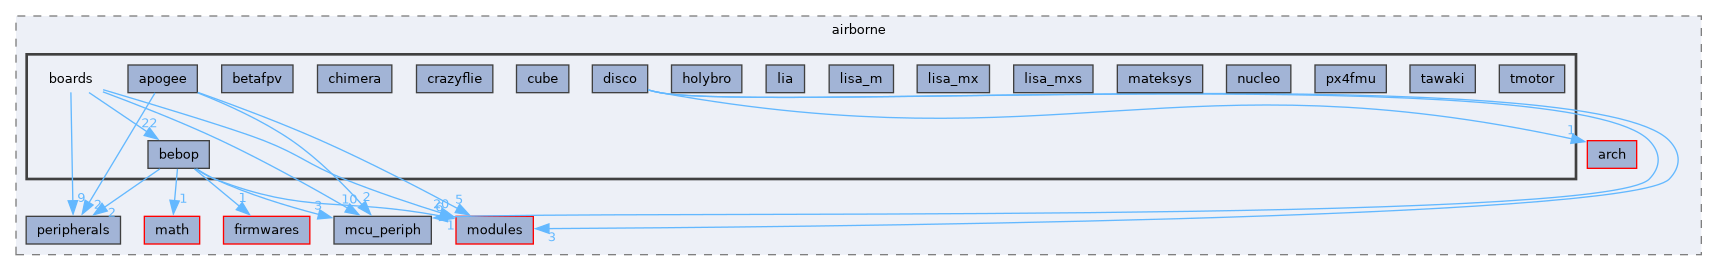 airborne
boards apogee betafpv chimera crazyflie cube disco holybro lia lisa_m lisa_mx lisa_mxs mateksys nucleo px4fmu tawaki tmotor
22 1
bebop arch
9 2 2 1 1 3 10 2 20 5 1 3
peripherals math firmwares mcu_periph modules